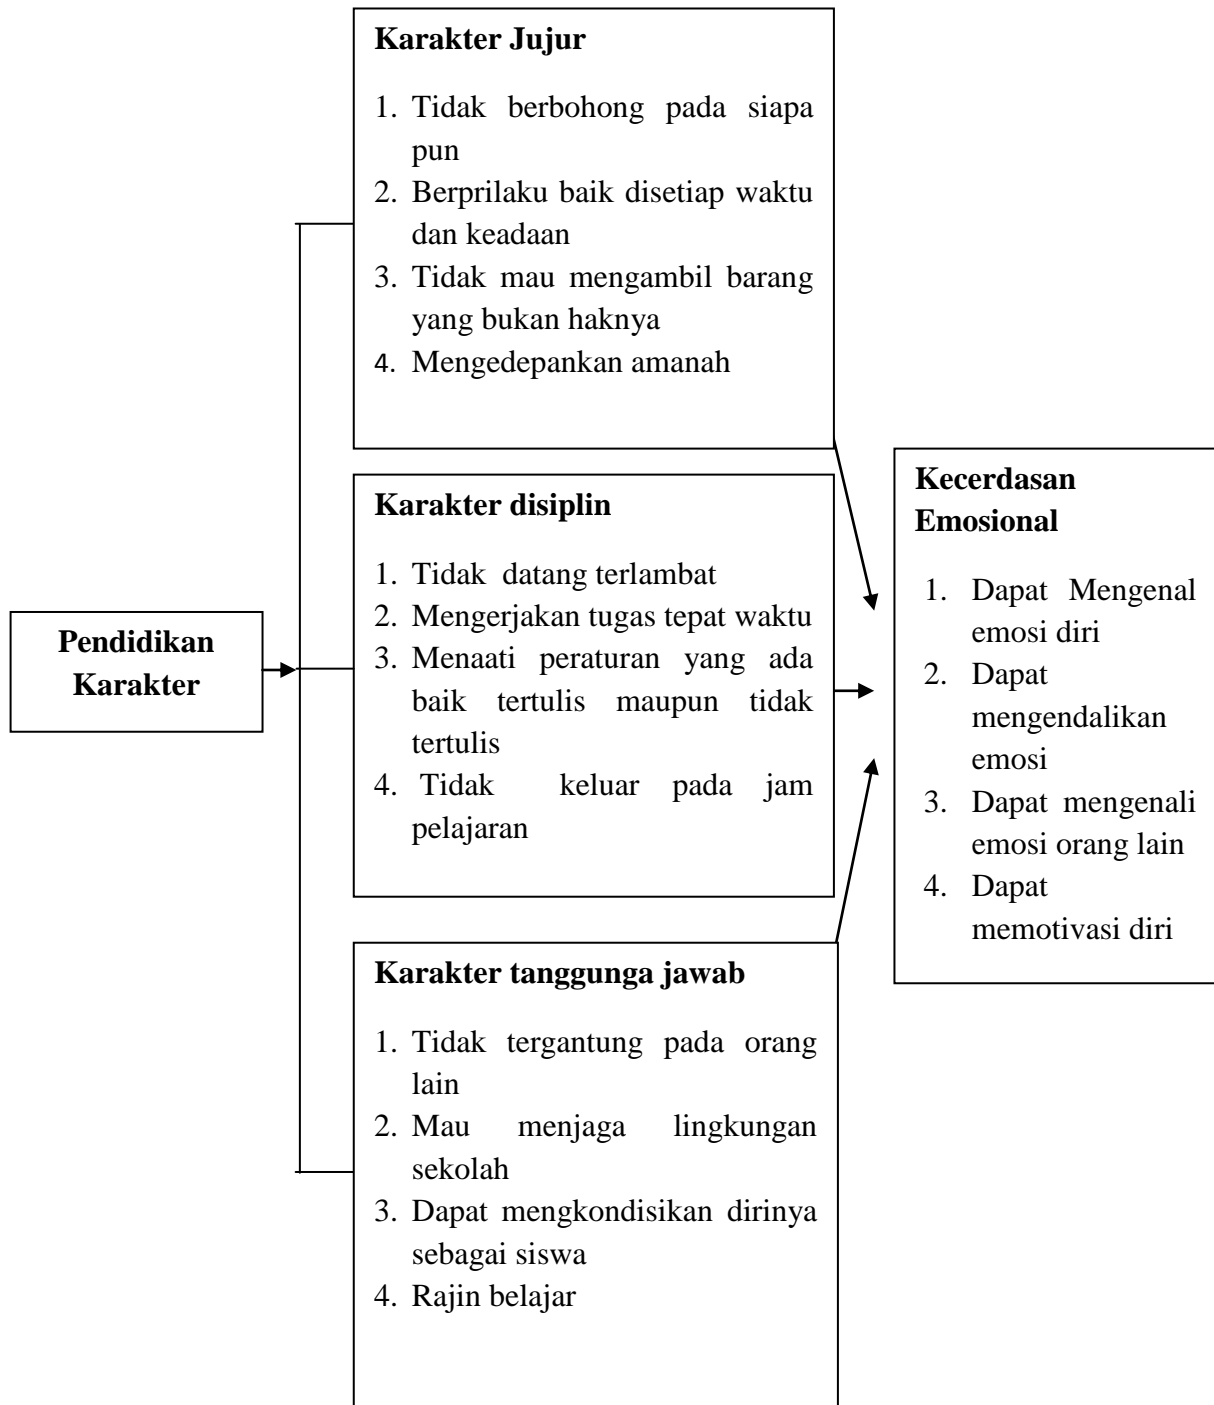 Karakter Jujur
1. Tidak berbohong pada siapa
pun
2. Berprilaku baik disetiap waktu
dan keadaan
3. Tidak mau mengambil barang
yang bukan haknya
4. Mengedepankan amanah
Pendidikan
Karakter
Karakter disiplin
1. Tidak datang terlambat
2. Mengerjakan tugas tepat waktu
3. Menaati peraturan yang ada
baik tertulis maupun tidak
tertulis
4. Tidak keluar pada jam
pelajaran
Karakter tanggunga jawab
1. Tidak tergantung pada orang
lain
2. Mau menjaga lingkungan
sekolah
3. Dapat mengkondisikan dirinya
sebagai siswa
4. Rajin belajar
Kecerdasan
Emosional
1. Dapat Mengenal
emosi diri
2. Dapat
mengendalikan
emosi
3. Dapat mengenali
emosi orang lain
4. Dapat
memotivasi diri